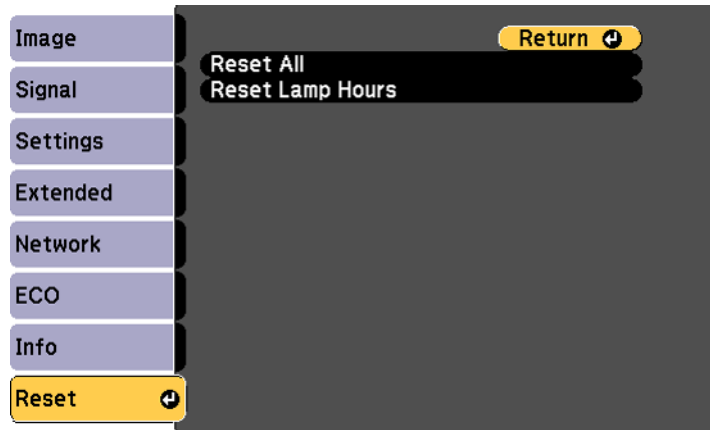 Image
Signal
Settings
Extended
Network
ECO
Info
Reset
Return
Reset All
Reset Lamp Hours